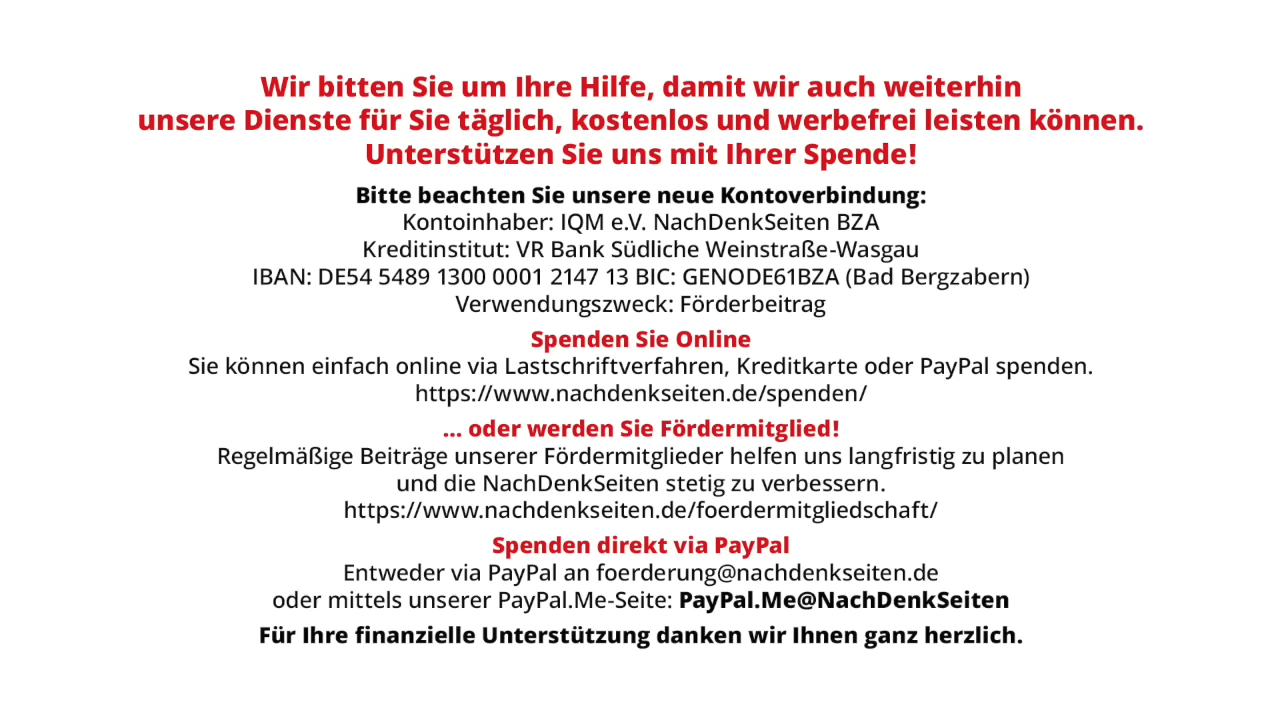 Wir bitten Sie um Ihre Hilfe, damit wir auch weiterhin
unsere Dienste für Sie täglich, kostenlos und werbefrei leisten können.
Unterstützen Sie uns mit Ihrer Spende!
Bitte beachten Sie unsere neue Kontoverbindung:
Kontoinhaber: IQM e.V. NachDenkSeiten BZA
Kreditinstitut: VR Bank Südliche Weinstraße-Wasgau
IBAN: DE54 5489 1300 0001 2147 13 BIC: GENODE61BZA (Bad Bergzabern)
Verwendungszweck: Förderbeitrag
Spenden Sie Online
Sie können einfach online via Lastschriftverfahren, Kreditkarte oder PayPal spenden.
https://www.nachdenkseiten.de/spenden/
... oder werden Sie Fördermitglied!
Regelmäßige Beiträge unserer Fördermitglieder helfen uns langfristig zu planen
und die NachDenkSeiten stetig zu verbessern.
https://www.nachdenkseiten.de/foerdermitgliedschaft/
Spenden direkt via PayPal
Entweder via PayPal an foerderung@nachdenkseiten.de
oder mittels unserer PayPal.Me-Seite: PayPal.Me@NachDenkSeiten
Für Ihre finanzielle Unterstützung danken wir Ihnen ganz herzlich.